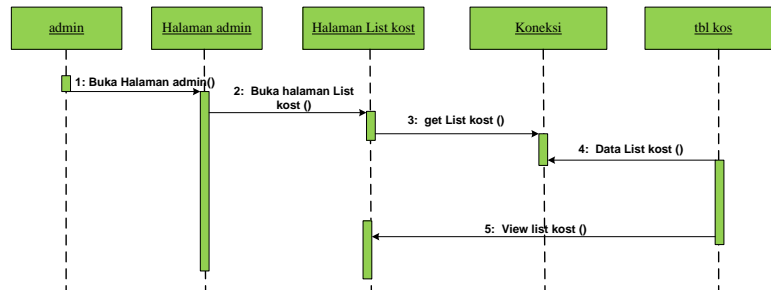 admin
Halaman admin
Halaman List kost
Koneksi
tbl kos
1: Buka Halaman admin()
2: Buka halaman List
kost ()
3: get List kost ()
4: Data List kost ()
5: View list kost ()